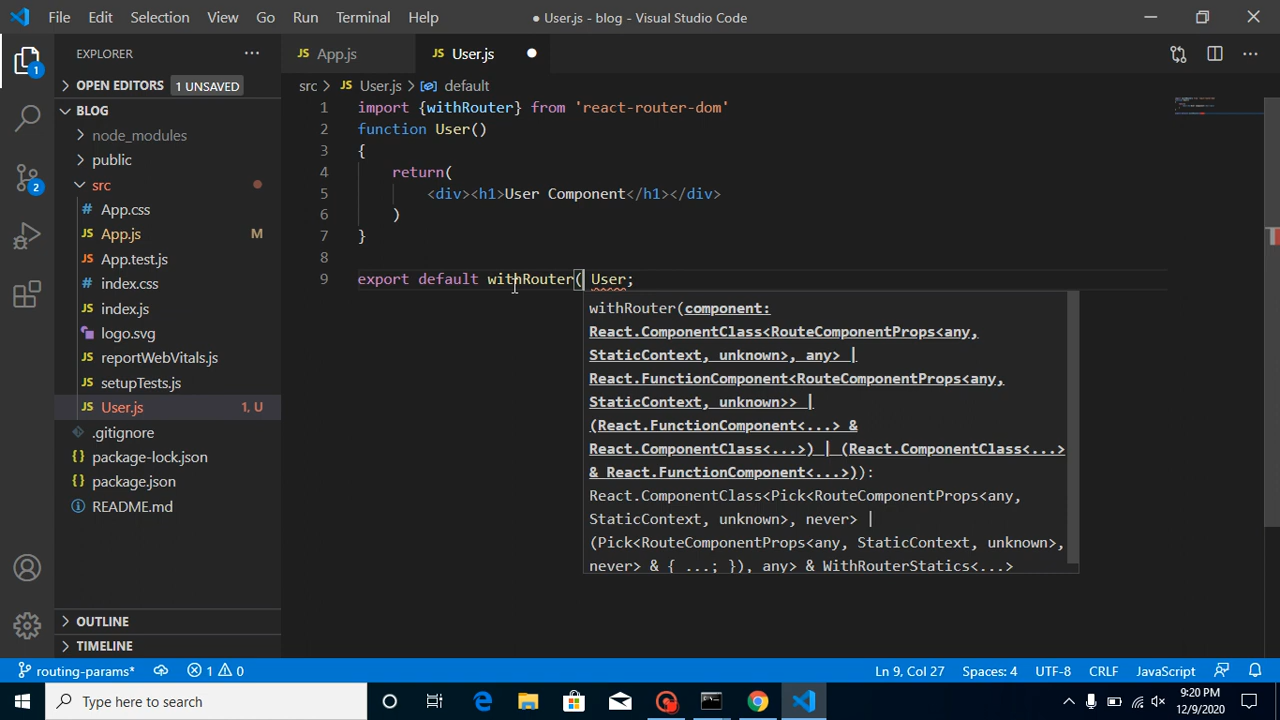 File Edit Selection View Go Run Terminal Help
● User.js - blog - Visual Studio Code
EXPLORER
OPEN EDITORS 1 UNSAVED
BLOG
node_modules
public
src
App.css
App.js M
App.test.js
index.css
index.js
logo.svg
reportWebVitals.js
setupTests.js
User.js 1, U
.gitignore
package-lock.json
package.json
README.md
OUTLINE
TIMELINE
1
2
JS App.js JS User.js ●
src > JS User.js > default
1 import {withRouter} from 'react-router-dom'
2 function User()
3 {
4 return(
5 <div><h1>User Component</h1></div>
6 )
7 }
8
9 export default withRouter( User;
withRouter(component:
React.ComponentClass<RouteComponentProps<any,
StaticContext, unknown>, any> |
React.FunctionComponent<RouteComponentProps<any,
StaticContext, unknown>> |
(React.FunctionComponent<...> &
React.ComponentClass<...>) | (React.ComponentClass<...>
& React.FunctionComponent<...>)):
React.ComponentClass<Pick<RouteComponentProps<any,
StaticContext, unknown>, never> |
(Pick<RouteComponentProps<any, StaticContext, unknown>,
never> & { ...; }), any> & WithRouterStatics<...>
routing-params* 1 0
Ln 9, Col 27 Spaces: 4 UTF-8 CRLF JavaScript
Type here to search
9:20 PM
12/9/2020